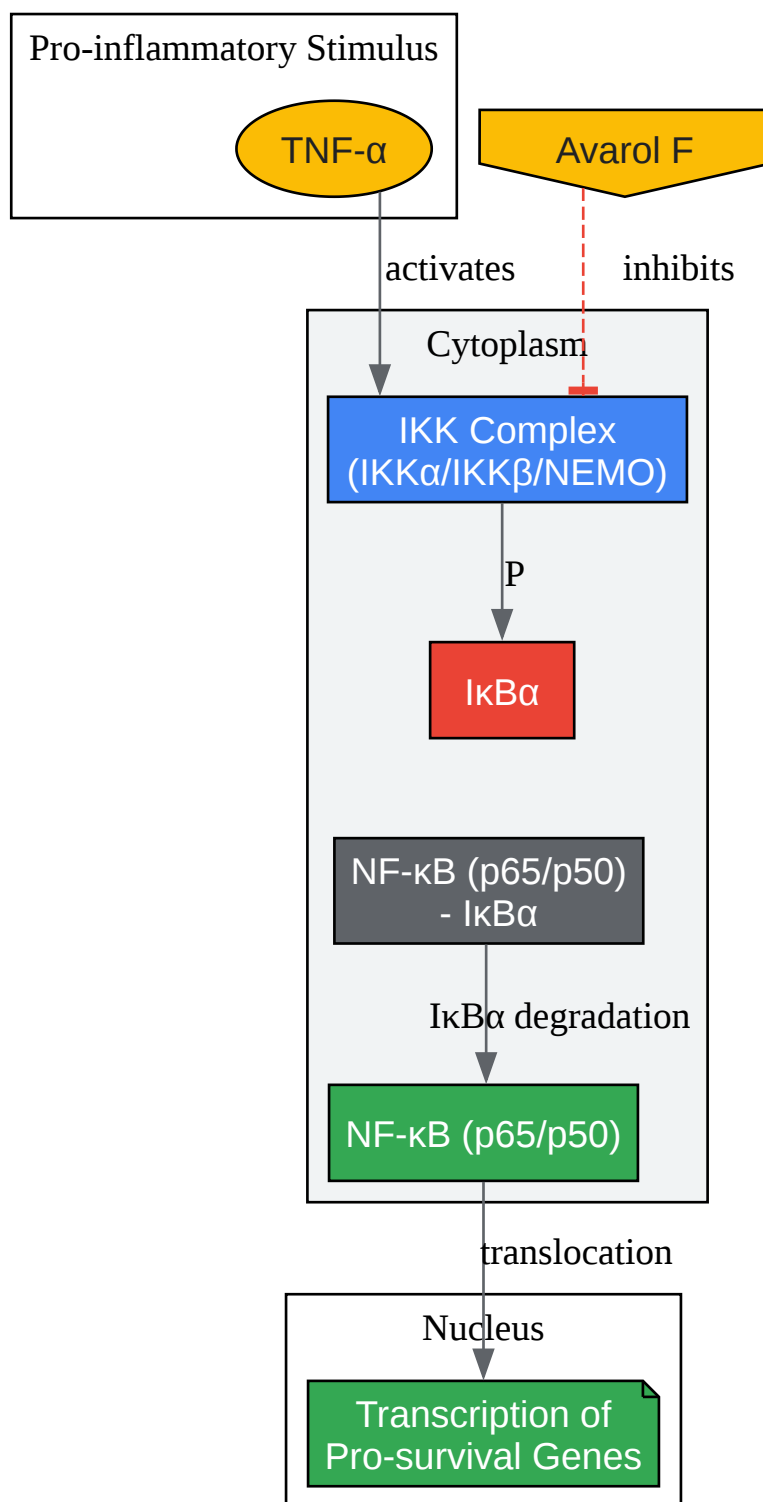 Pro-inflammatory Stimulus
TNF-α
Avarol F
activates
inhibits
Cytoplasm
IKK Complex
(IKKα/IKKβ/NEMO)
P
IκBα
NF-κB (p65/p50)
- IκBα
IκBα degradation
NF-κB (p65/p50)
translocation
Nucleus
Transcription of
Pro-survival Genes